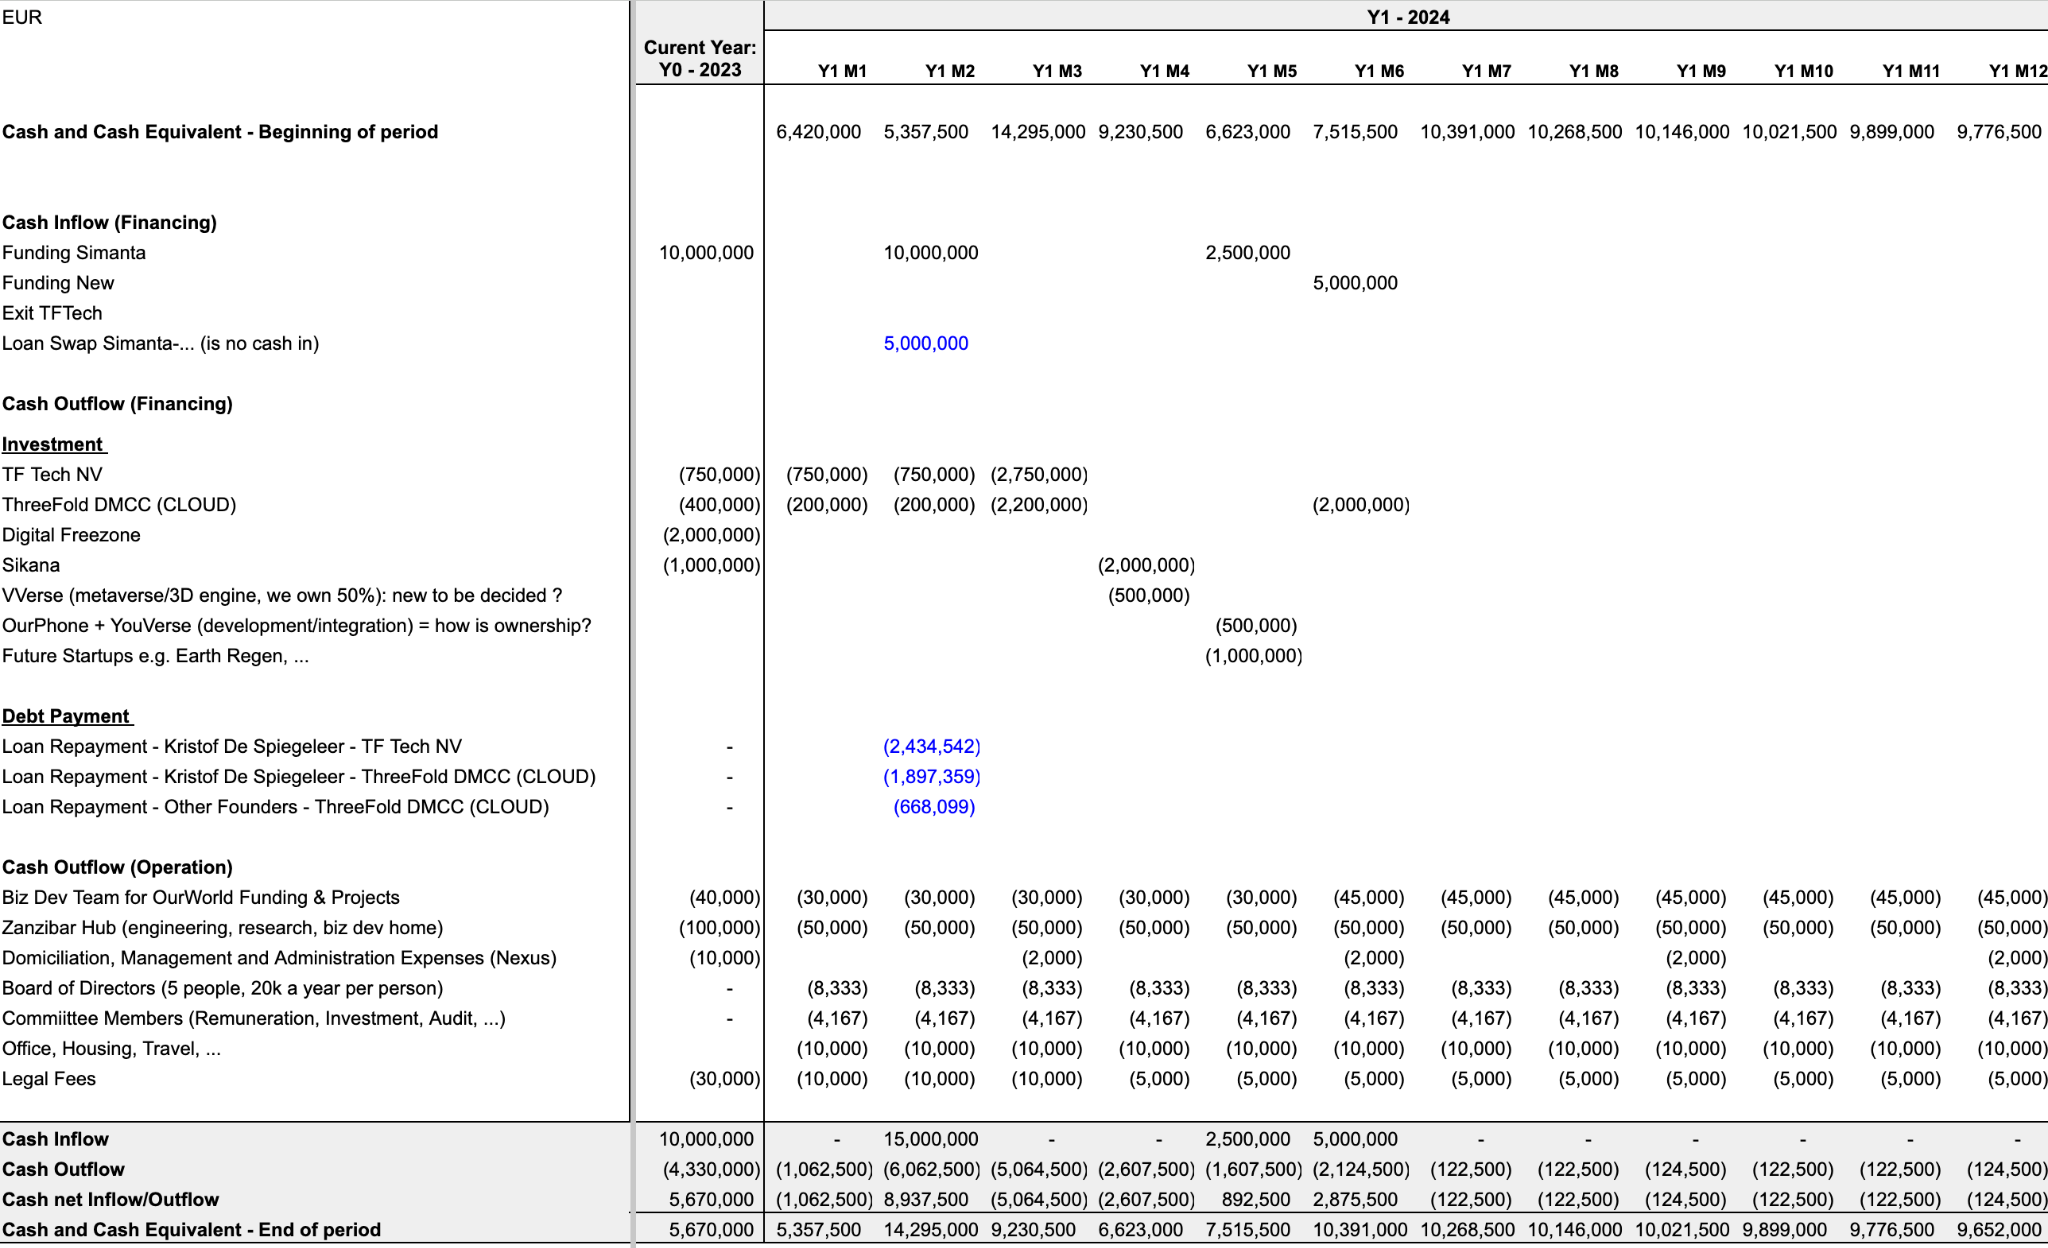 EUR
Y1 - 2024
Curent Year:
Y0 - 2023 Y1 M1 Y1 M2 Y1 M3 Y1 M4 Y1 M5 Y1 M6 Y1 M7 Y1 M8 Y1 M9 Y1 M10 Y1 M11 Y1 M12
Cash and Cash Equivalent - Beginning of period 6,420,000 5,357,500 14,295,000 9,230,500 6,623,000 7,515,500 10,391,000 10,268,500 10,146,000 10,021,500 9,899,000 9,776,500
Cash Inflow (Financing)
Funding Simanta 10,000,000 10,000,000 2,500,000
Funding New 5,000,000
Exit TFTech
Loan Swap Simanta-... (is no cash in) 5,000,000
Cash Outflow (Financing)
Investment
TF Tech NV (750,000) (750,000) (750,000) (2,750,000)
ThreeFold DMCC (CLOUD) (400,000) (200,000) (200,000) (2,200,000) (2,000,000)
Digital Freezone (2,000,000)
Sikana (1,000,000) (2,000,000)
VVerse (metaverse/3D engine, we own 50%): new to be decided ? (500,000)
OurPhone + YouVerse (development/integration) = how is ownership? (500,000)
Future Startups e.g. Earth Regen, ... (1,000,000)
Debt Payment
Loan Repayment - Kristof De Spiegeleer - TF Tech NV - (2,434,542)
Loan Repayment - Kristof De Spiegeleer - ThreeFold DMCC (CLOUD) - (1,897,359)
Loan Repayment - Other Founders - ThreeFold DMCC (CLOUD) - (668,099)
Cash Outflow (Operation)
Biz Dev Team for OurWorld Funding & Projects (40,000) (30,000) (30,000) (30,000) (30,000) (30,000) (45,000) (45,000) (45,000) (45,000) (45,000) (45,000) (45,000)
Zanzibar Hub (engineering, research, biz dev home) (100,000) (50,000) (50,000) (50,000) (50,000) (50,000) (50,000) (50,000) (50,000) (50,000) (50,000) (50,000) (50,000)
Domiciliation, Management and Administration Expenses (Nexus) (10,000) (2,000) (2,000) (2,000) (2,000)
Board of Directors (5 people, 20k a year per person) - (8,333) (8,333) (8,333) (8,333) (8,333) (8,333) (8,333) (8,333) (8,333) (8,333) (8,333) (8,333)
Commiittee Members (Remuneration, Investment, Audit, ...) - (4,167) (4,167) (4,167) (4,167) (4,167) (4,167) (4,167) (4,167) (4,167) (4,167) (4,167) (4,167)
Office, Housing, Travel, ... (10,000) (10,000) (10,000) (10,000) (10,000) (10,000) (10,000) (10,000) (10,000) (10,000) (10,000) (10,000)
Legal Fees (30,000) (10,000) (10,000) (10,000) (5,000) (5,000) (5,000) (5,000) (5,000) (5,000) (5,000) (5,000) (5,000)
Cash Inflow 10,000,000 - 15,000,000 - - 2,500,000 5,000,000 - - - - - -
Cash Outflow (4,330,000) (1,062,500) (6,062,500) (5,064,500) (2,607,500) (1,607,500) (2,124,500) (122,500) (122,500) (124,500) (122,500) (122,500) (124,500)
Cash net Inflow/Outflow 5,670,000 (1,062,500) 8,937,500 (5,064,500) (2,607,500) 892,500 2,875,500 (122,500) (122,500) (124,500) (122,500) (122,500) (124,500)
Cash and Cash Equivalent - End of period 5,670,000 5,357,500 14,295,000 9,230,500 6,623,000 7,515,500 10,391,000 10,268,500 10,146,000 10,021,500 9,899,000 9,776,500 9,652,000